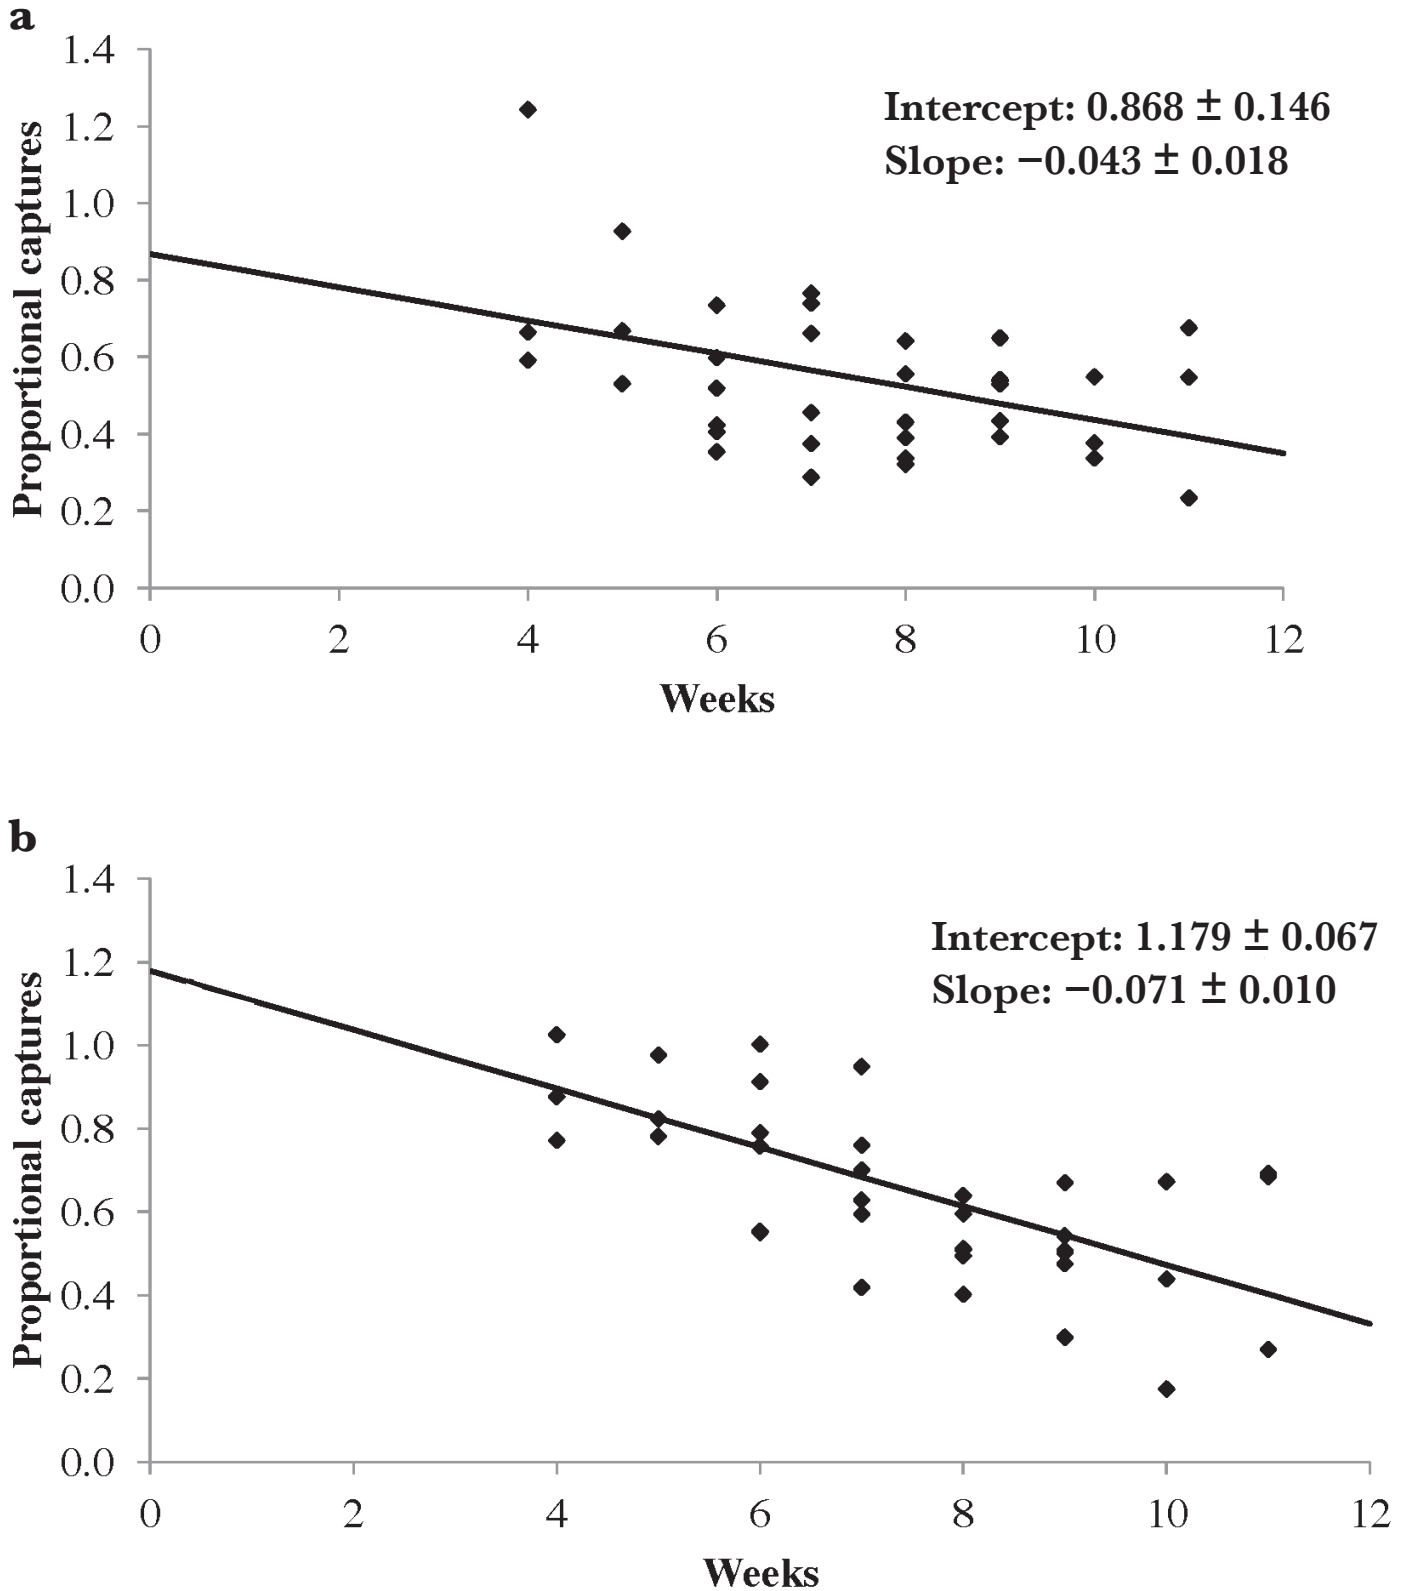 a
1.4
1.2
1.0
0.8
0.6
0.4
0.2
0.0
Proportional captures
Intercept: 0.868 ± 0.146
Slope: −0.043 ± 0.018
0 2 4 6 8 10 12
Weeks
b
1.4
1.2
1.0
0.8
0.6
0.4
0.2
0.0
Proportional captures
Intercept: 1.179 ± 0.067
Slope: −0.071 ± 0.010
0 2 4 6 8 10 12
Weeks